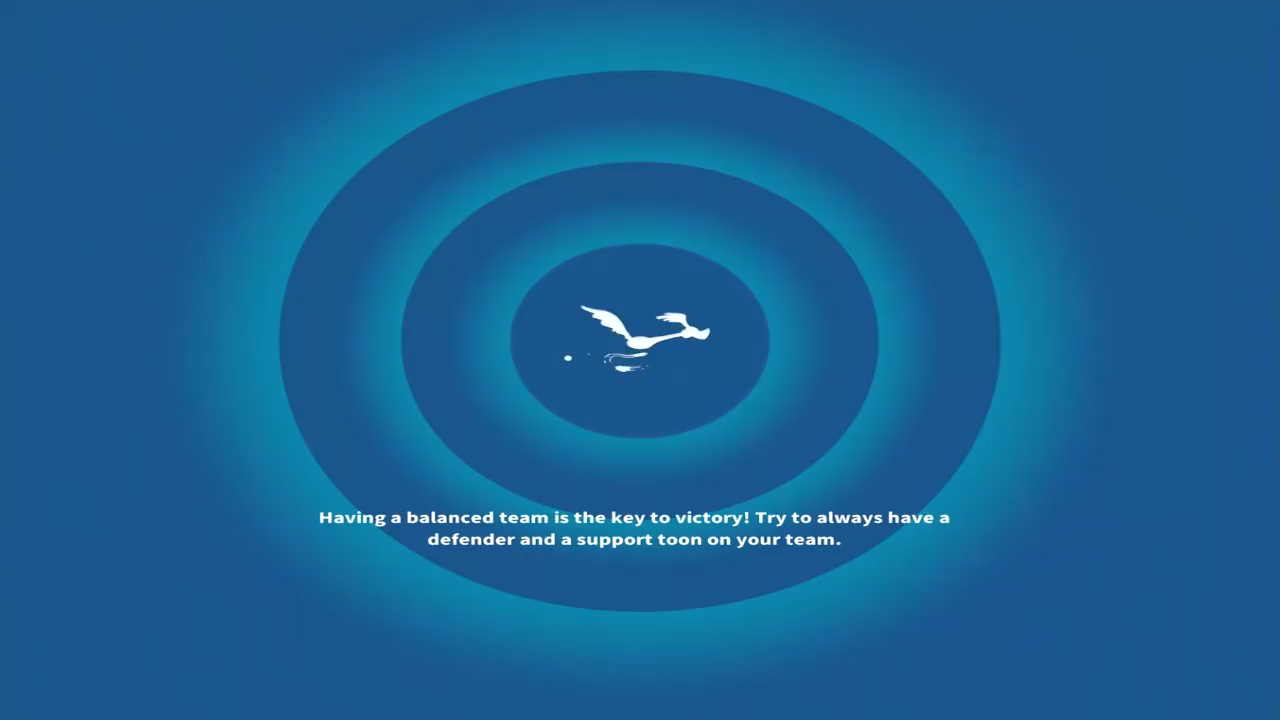 Having a balanced team is the key to victory! Try to always have a
defender and a support toon on your team.